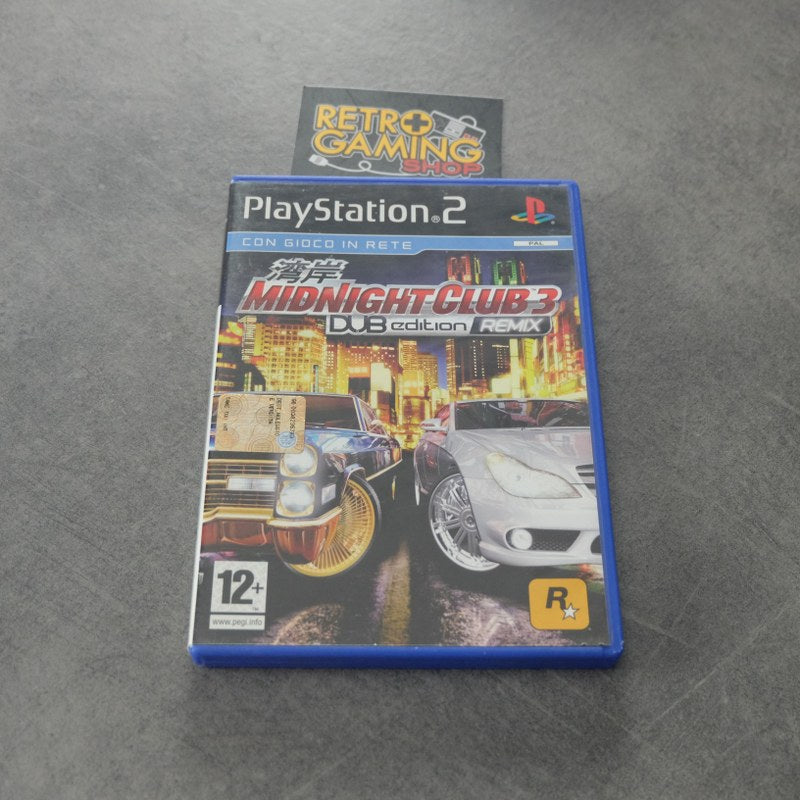 RETRO
GAMING
SHOP
PlayStation®2
CON GIOCO IN RETE
PAL
湾岸
MIDNIGHT CLUB 3
DUB edition REMIX
12+
™
www.pegi.info
R